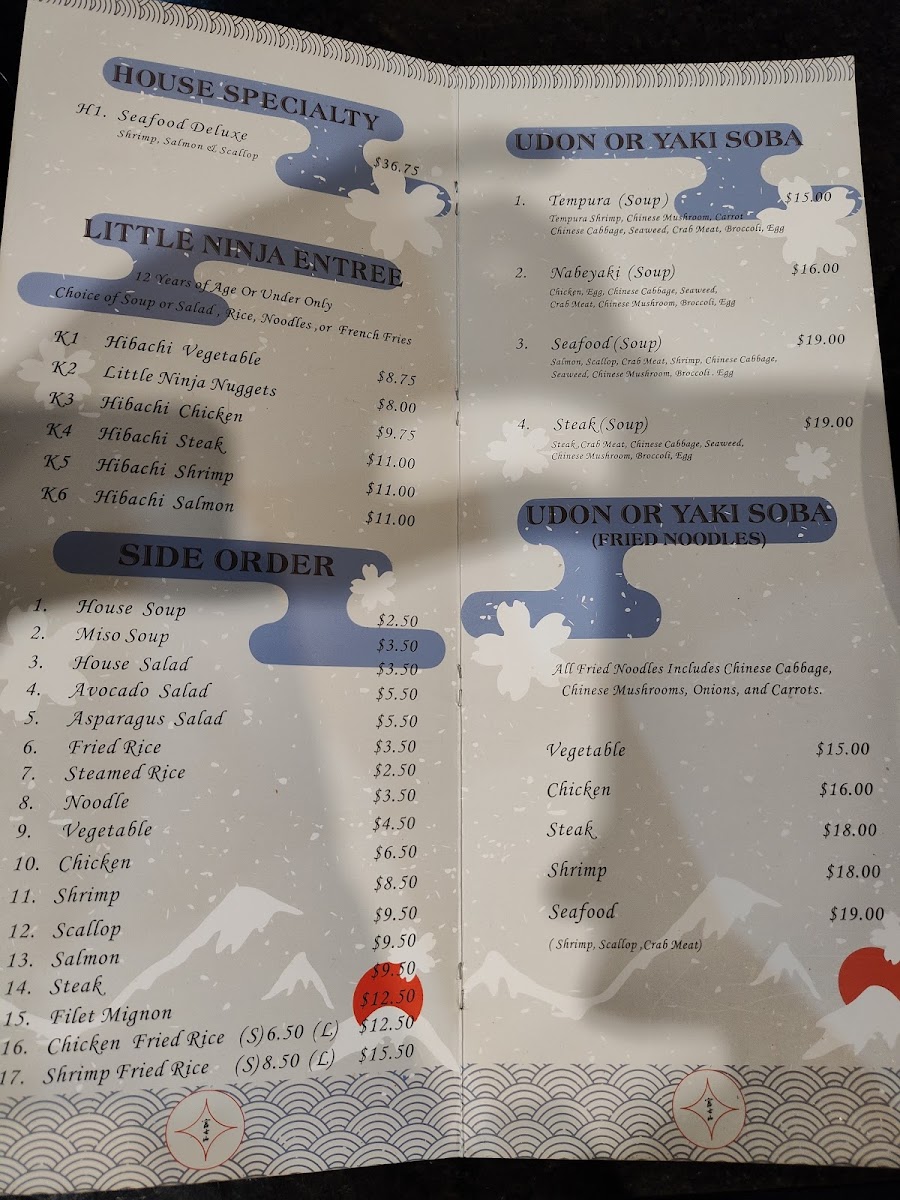 HOUSE SPECIALTY
H1. Seafood Deluxe $36.75
Shrimp, Salmon & Scallop
LITTLE NINJA ENTREE
12 Years of Age Or Under Only
Choice of Soup or Salad , Rice, Noodles ,or French Fries
K1 Hibachi Vegetable $8.75
K2 Little Ninja Nuggets $8.00
K3 Hibachi Chicken $9.75
K4 Hibachi Steak $11.00
K5 Hibachi Shrimp $11.00
K6 Hibachi Salmon $11.00
SIDE ORDER
1. House Soup $2.50
2. Miso Soup $3.50
3. House Salad $3.50
4. Avocado Salad $5.50
5. Asparagus Salad $5.50
6. Fried Rice $3.50
7. Steamed Rice $2.50
8. Noodle $3.50
9. Vegetable $4.50
10. Chicken $6.50
11. Shrimp $8.50
12. Scallop $9.50
13. Salmon $9.50
14. Steak $9.50
15. Filet Mignon $12.50
16. Chicken Fried Rice (S)6.50 (L) $12.50
17. Shrimp Fried Rice (S)8.50 (L) $15.50
UDON OR YAKI SOBA
1. Tempura (Soup) $15.00
Tempura Shrimp, Chinese Mushroom, Carrot
Chinese Cabbage, Seaweed, Crab Meat, Broccoli, Egg
2. Nabeyaki (Soup) $16.00
Chicken, Egg, Chinese Cabbage, Seaweed,
Crab Meat, Chinese Mushroom, Broccoli, Egg
3. Seafood (Soup) $19.00
Salmon, Scallop, Crab Meat, Shrimp, Chinese Cabbage,
Seaweed, Chinese Mushroom, Broccoli . Egg
4. Steak (Soup) $19.00
Steak, Crab Meat, Chinese Cabbage, Seaweed,
Chinese Mushroom, Broccoli, Egg
UDON OR YAKI SOBA
(FRIED NOODLES)
All Fried Noodles Includes Chinese Cabbage,
Chinese Mushrooms, Onions, and Carrots.
Vegetable $15.00
Chicken $16.00
Steak $18.00
Shrimp $18.00
Seafood $19.00
( Shrimp, Scallop ,Crab Meat)